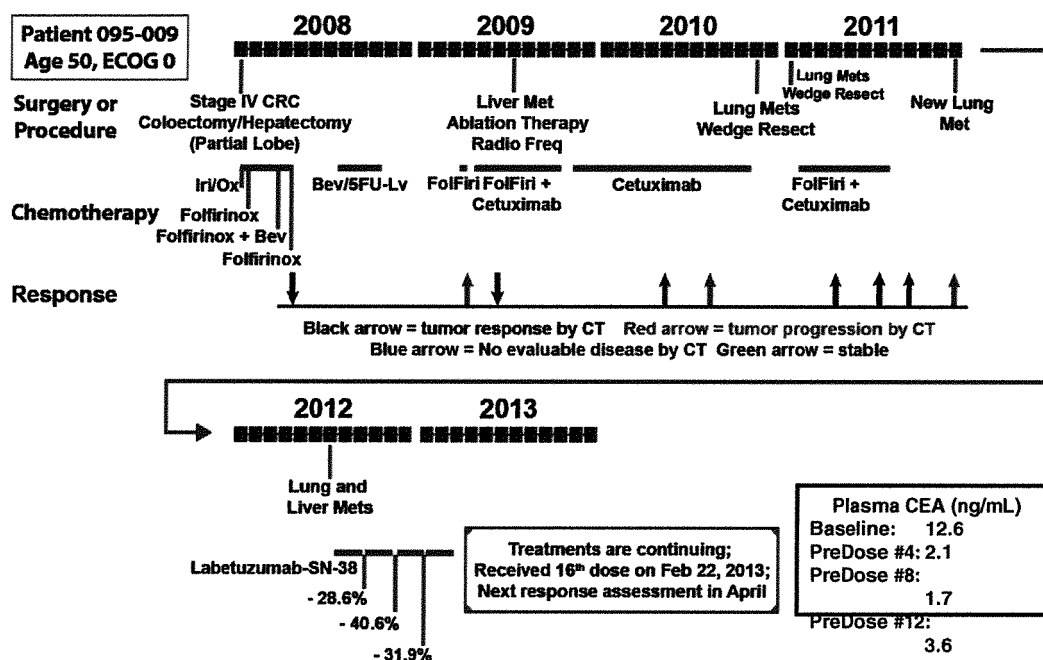 Patient 095-009
Age 50, ECOG 0
2008
2009
2010
2011
Surgery or
Procedure
Stage IV CRC
Coloectomy/Hepatectomy
(Partial Lobe)
Liver Met
Ablation Therapy
Radio Freq
Lung Mets
Wedge Resect
Lung Mets
Wedge Resect
New Lung
Met
Chemotherapy
Iri/Ox
Folfirinox
Folfirinox + Bev
Folfirinox
Bev/5FU-Lv
FolFiri
FolFiri +
Cetuximab
Cetuximab
FolFiri +
Cetuximab
Response
Black arrow = tumor response by CT Red arrow = tumor progression by CT
Blue arrow = No evaluable disease by CT Green arrow = stable
2012
2013
Lung and
Liver Mets
Labetuzumab-SN-38
- 28.6%
- 40.6%
- 31.9%
Treatments are continuing;
Received 16th dose on Feb 22, 2013;
Next response assessment in April
Plasma CEA (ng/mL)
Baseline: 12.6
PreDose #4: 2.1
PreDose #8:
1.7
PreDose #12:
3.6